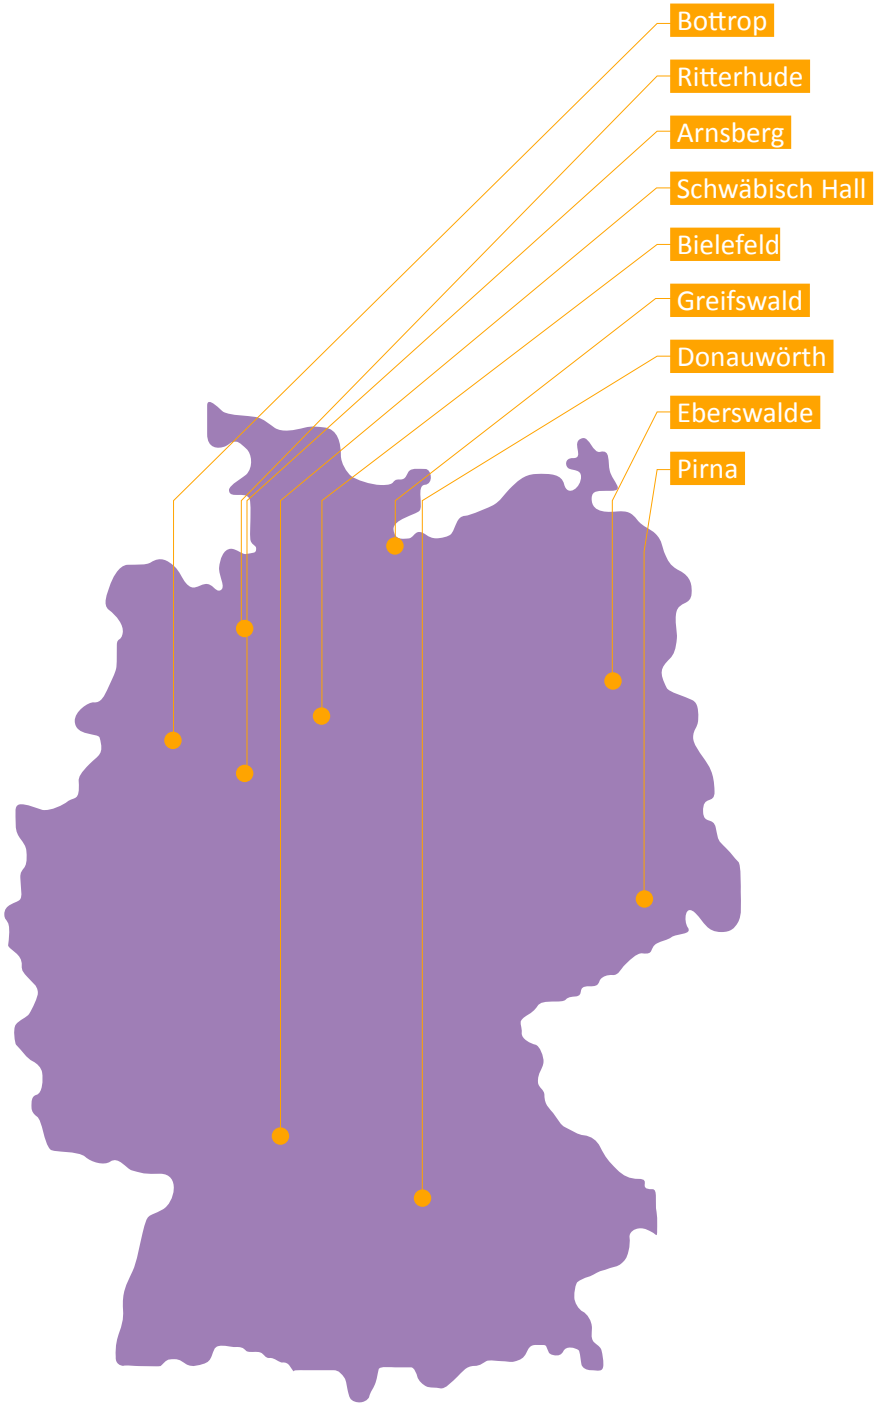 Bottrop
Ritterhude
Arnsberg
Schwäbisch Hall
Bielefeld
Greifswald
Donauwörth
Eberswalde
Pirna